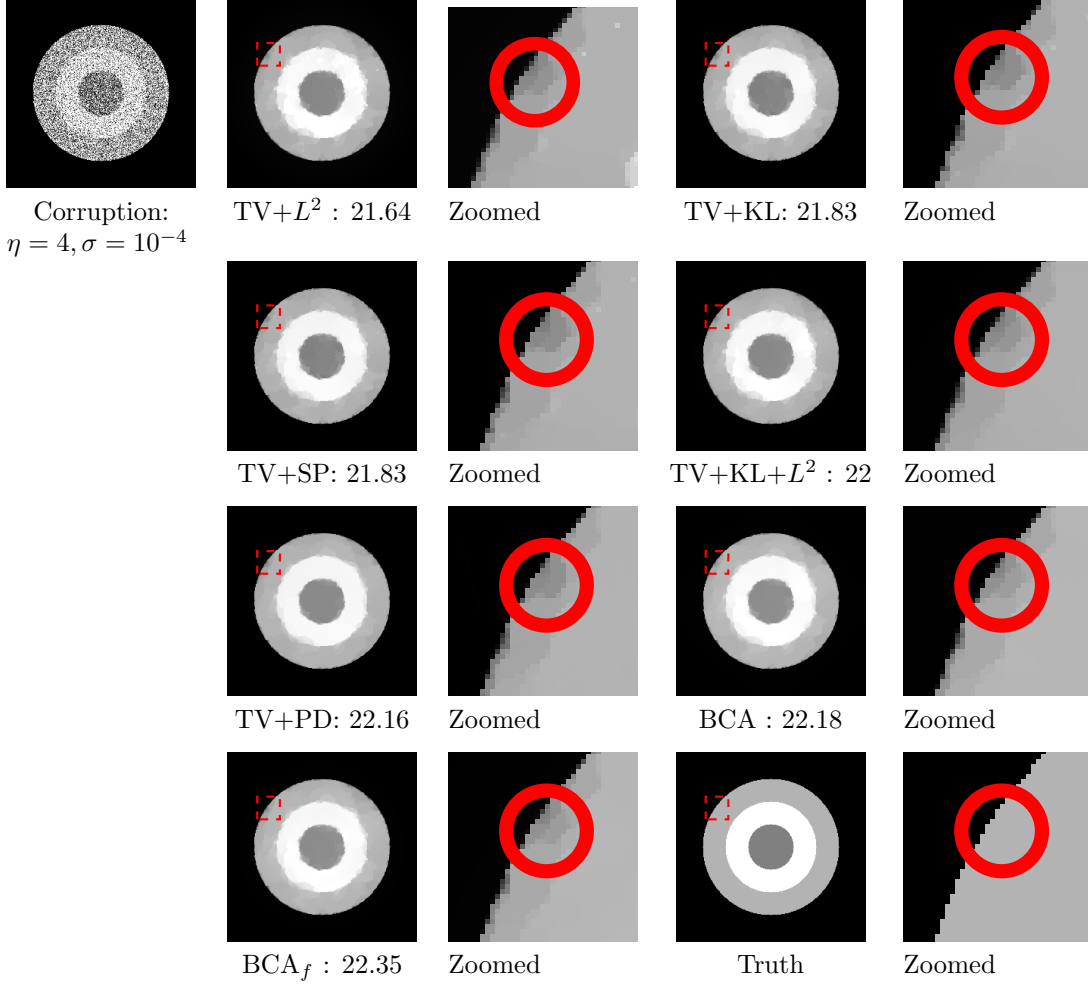 Corruption:
η = 4, σ = 10⁻⁴
TV+L² : 21.64
Zoomed
TV+KL: 21.83
Zoomed
TV+SP: 21.83
Zoomed
TV+KL+L² : 22
Zoomed
TV+PD: 22.16
Zoomed
BCA : 22.18
Zoomed
BCA_f : 22.35
Zoomed
Truth
Zoomed